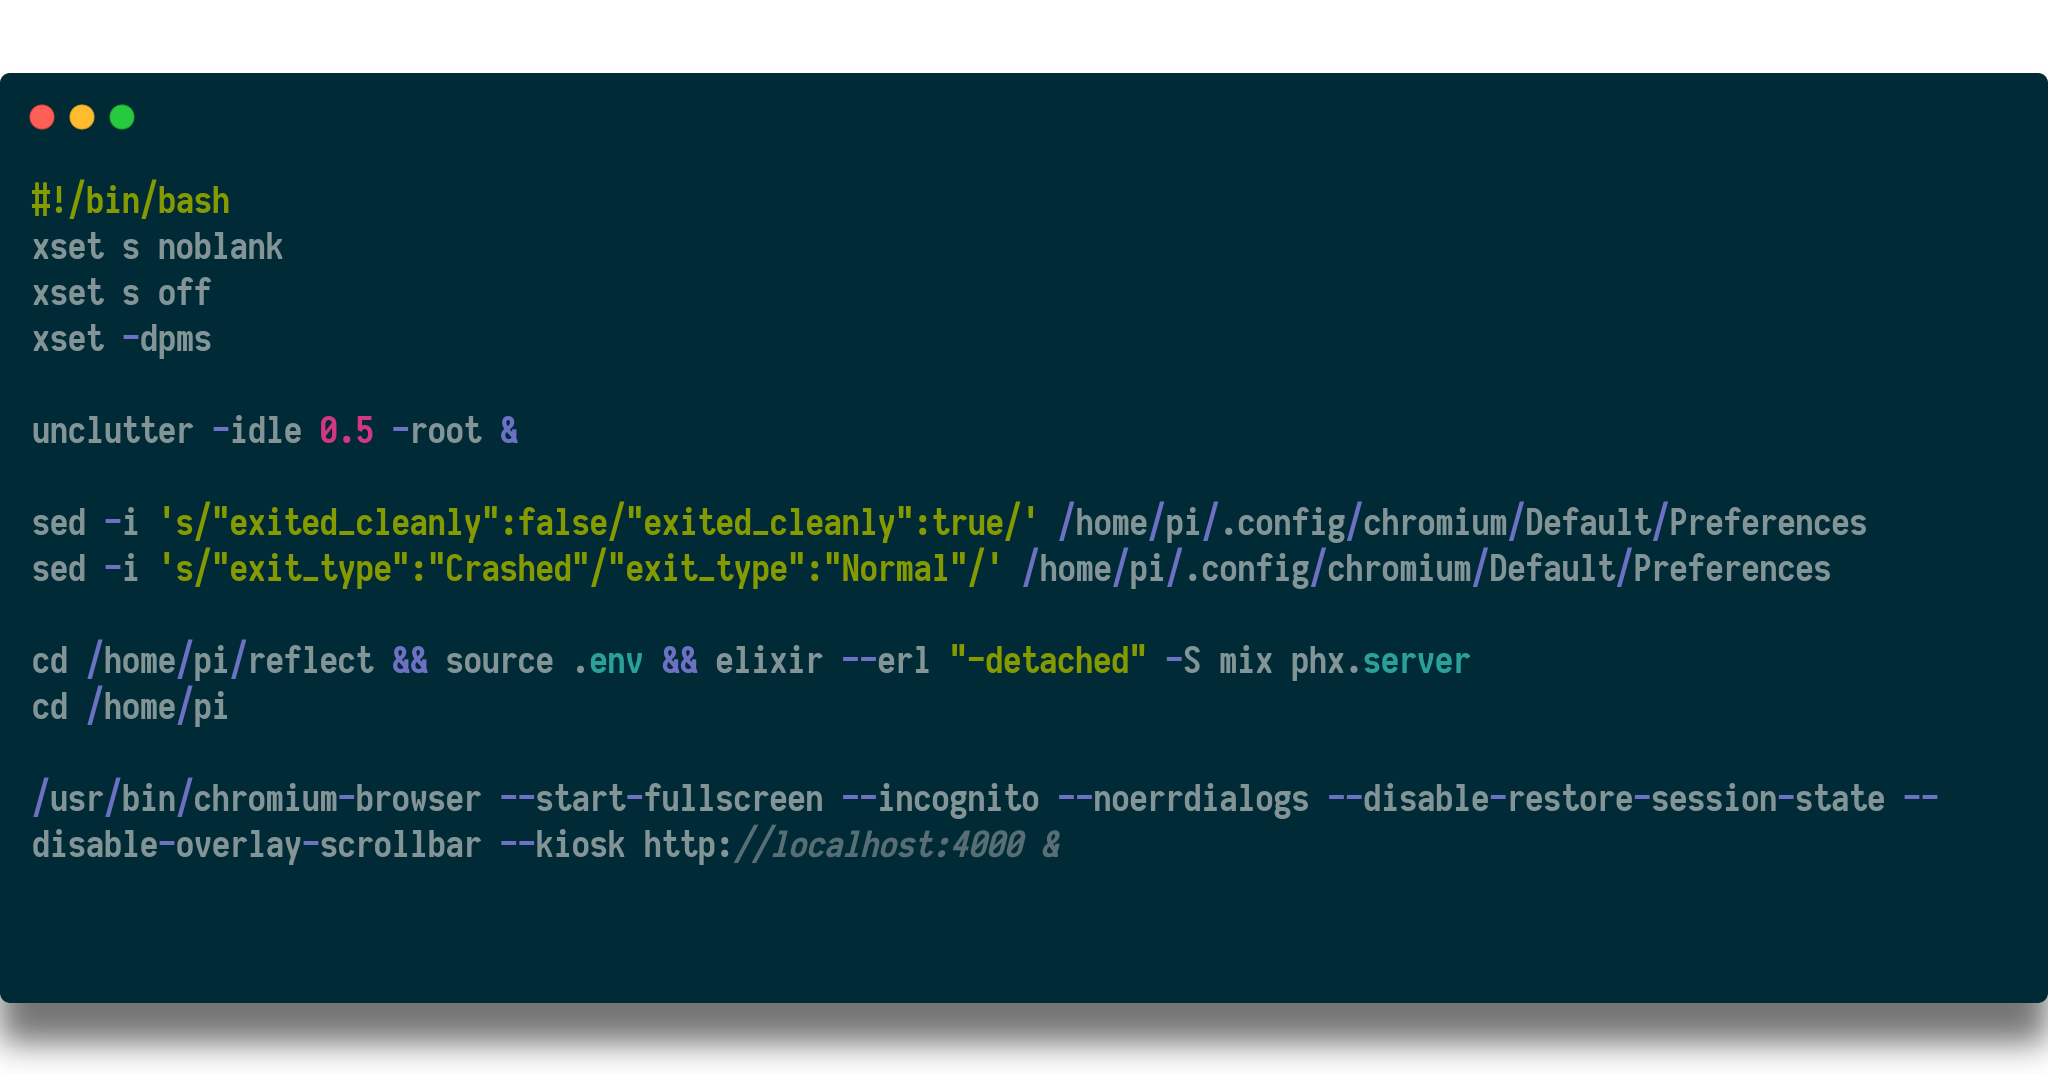 #!/bin/bash
xset s noblank
xset s off
xset -dpms
unclutter -idle 0.5 -root &
sed -i 's/"exited_cleanly":false/"exited_cleanly":true/' /home/pi/.config/chromium/Default/Preferences
sed -i 's/"exit_type":"Crashed"/"exit_type":"Normal"/' /home/pi/.config/chromium/Default/Preferences
cd /home/pi/reflect && source .env && elixir --erl "-detached" -S mix phx.server
cd /home/pi
/usr/bin/chromium-browser --start-fullscreen --incognito --noerrdialogs --disable-restore-session-state --
disable-overlay-scrollbar --kiosk http://localhost:4000 &